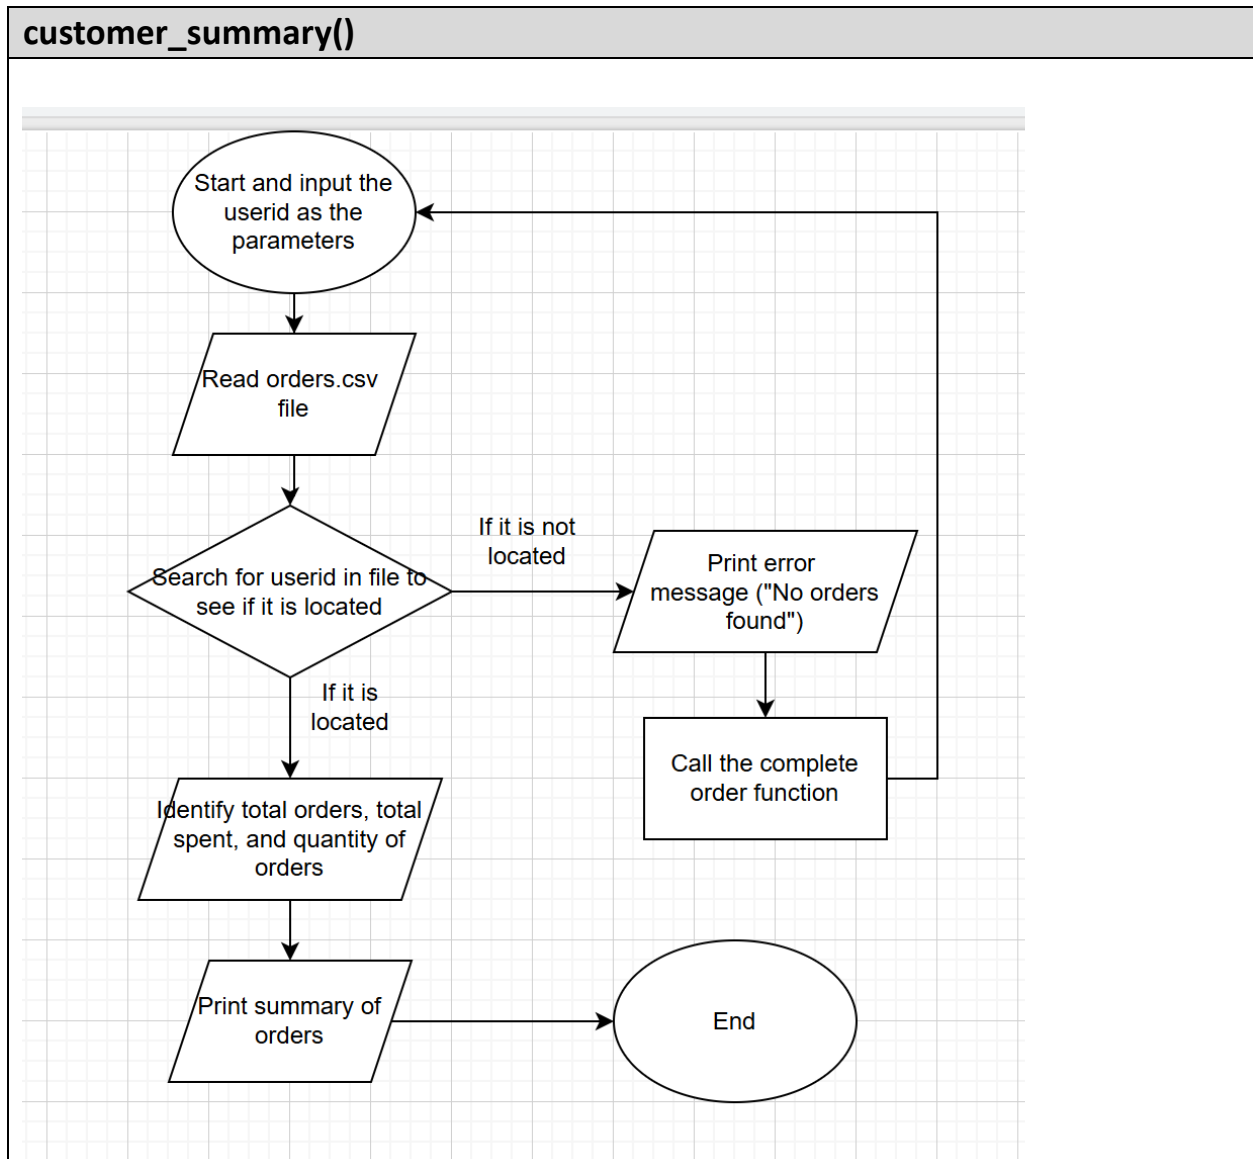 customer_summary()
Start and input the
userid as the
parameters
Read orders.csv
file
Search for userid in file to
see if it is located
If it is not
located
Print error
message ("No orders
found")
Call the complete
order function
If it is
located
Identify total orders, total
spent, and quantity of
orders
Print summary of
orders
End